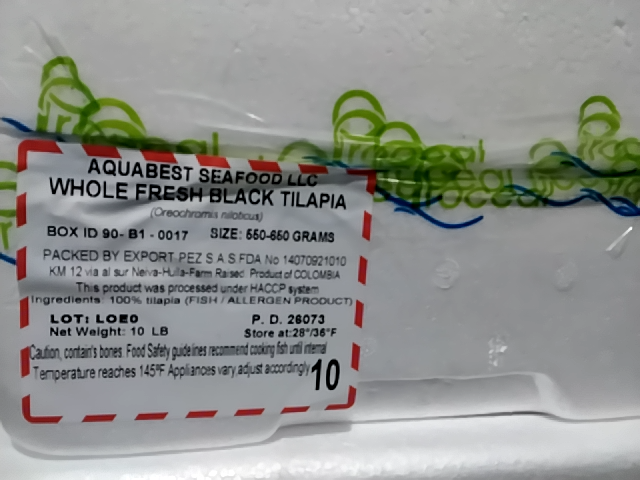 AQUABEST SEAFOOD LLC
WHOLE FRESH BLACK TILAPIA
(Oreochromis niloticus)
BOX ID 90- B1 - 0017 SIZE: 550-650 GRAMS
PACKED BY EXPORT PEZ S A S FDA No 14070921010
KM 12 via al sur Neiva-Huila-Farm Raised Product of COLOMBIA
This product was processed under HACCP system
Ingredients: 100% tilapia (FISH / ALLERGEN PRODUCT)
LOT: LOE0 P. D. 26073
Net Weight: 10 LB Store at:28°/36°F
Caution, contain's bones. Food Safety guidelines recommend cooking fish until internal
Temperature reaches 145ºF Appliances vary,adjust accordingly 10